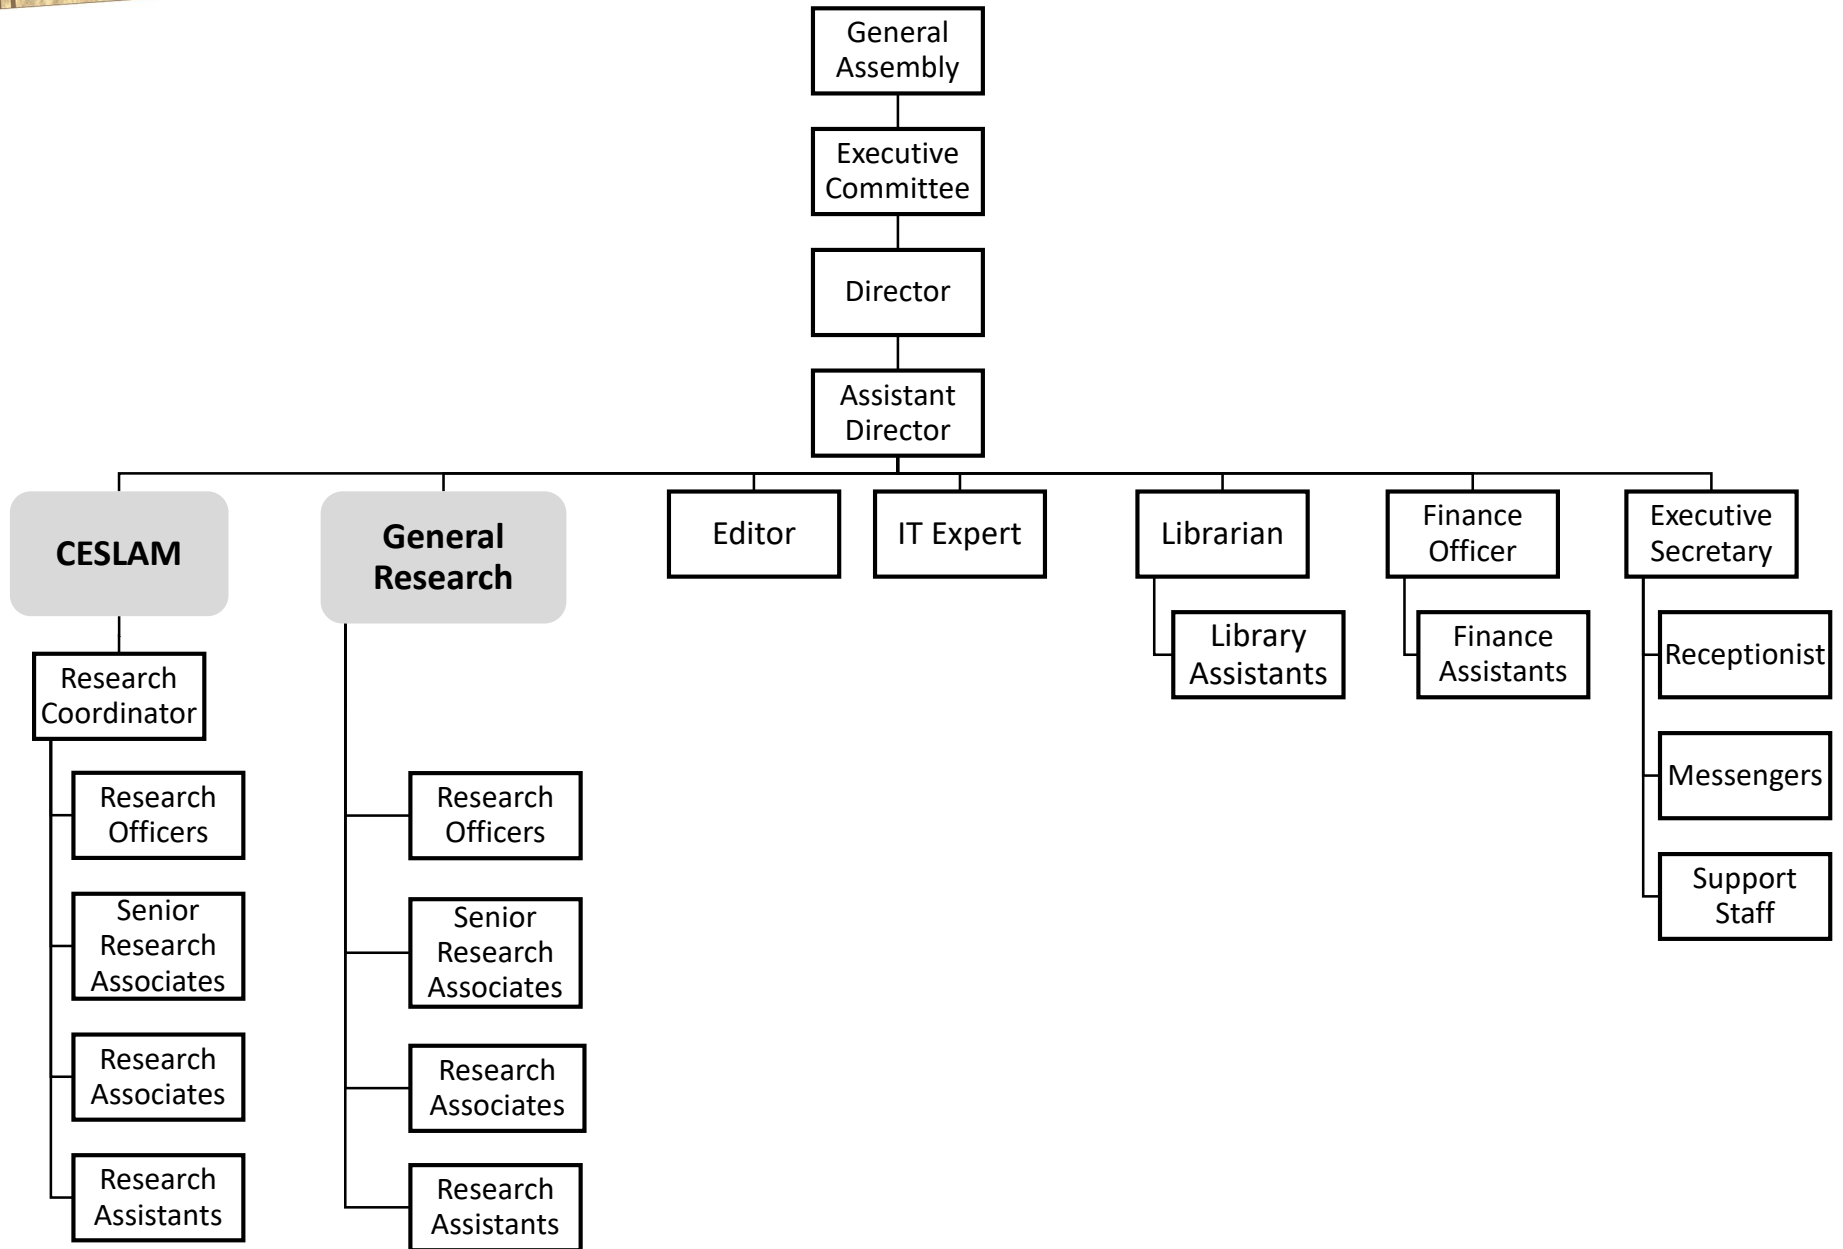 General
Assembly
Executive
Committee
Director
Assistant
Director
CESLAM
General
Research
Editor
IT Expert
Librarian
Finance
Officer
Executive
Secretary
Research
Coordinator
Research
Officers
Senior
Research
Associates
Research
Associates
Research
Assistants
Research
Officers
Senior
Research
Associates
Research
Associates
Research
Assistants
Library
Assistants
Finance
Assistants
Receptionist
Messengers
Support
Staff